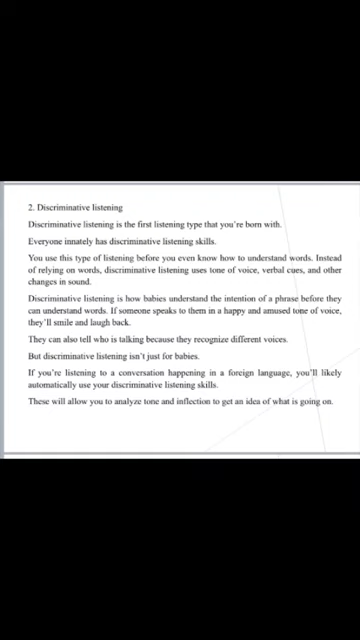 2. Discriminative listening
Discriminative listening is the first listening type that you're born with.
Everyone innately has discriminative listening skills.
You use this type of listening before you even know how to understand words. Instead
of relying on words, discriminative listening uses tone of voice, verbal cues, and other
changes in sound.
Discriminative listening is how babies understand the intention of a phrase before they
can understand words. If someone speaks to them in a happy and amused tone of voice,
they'll smile and laugh back.
They can also tell who is talking because they recognize different voices.
But discriminative listening isn't just for babies.
If you're listening to a conversation happening in a foreign language, you'll likely
automatically use your discriminative listening skills.
These will allow you to analyze tone and inflection to get an idea of what is going on.